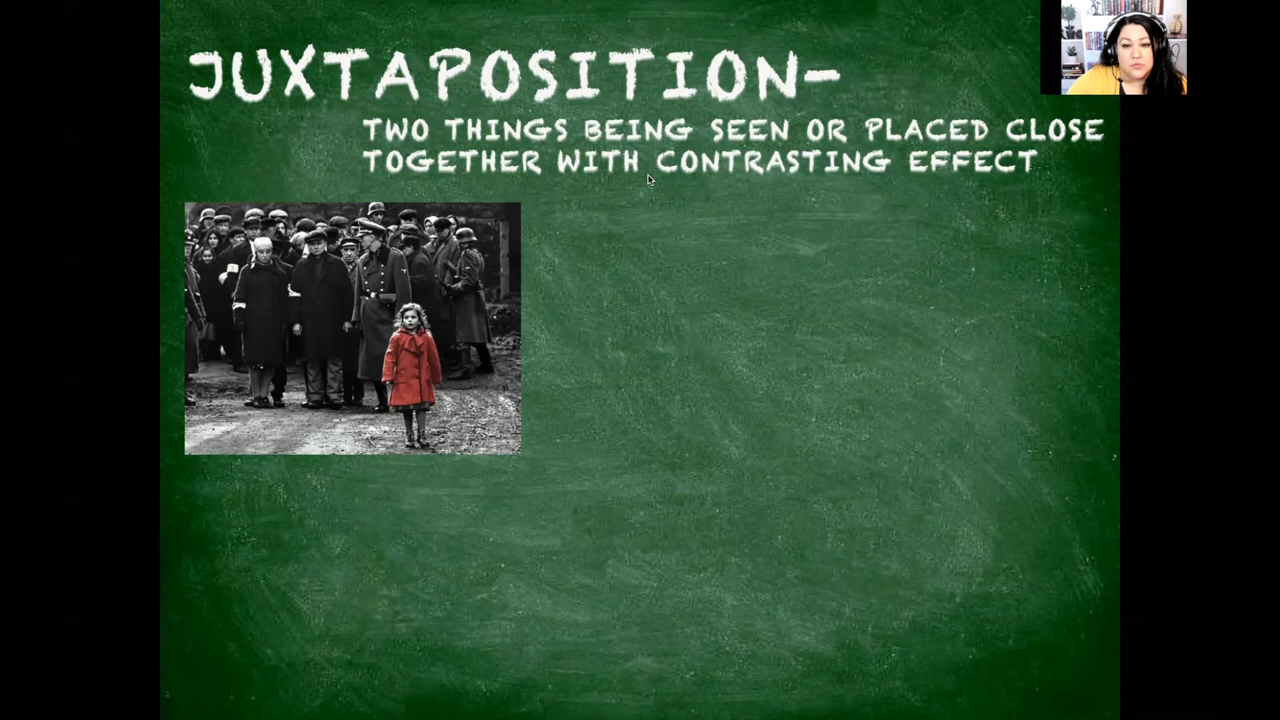 JUXTAPOSITION-
TWO THINGS BEING SEEN OR PLACED CLOSE
TOGETHER WITH CONTRASTING EFFECT